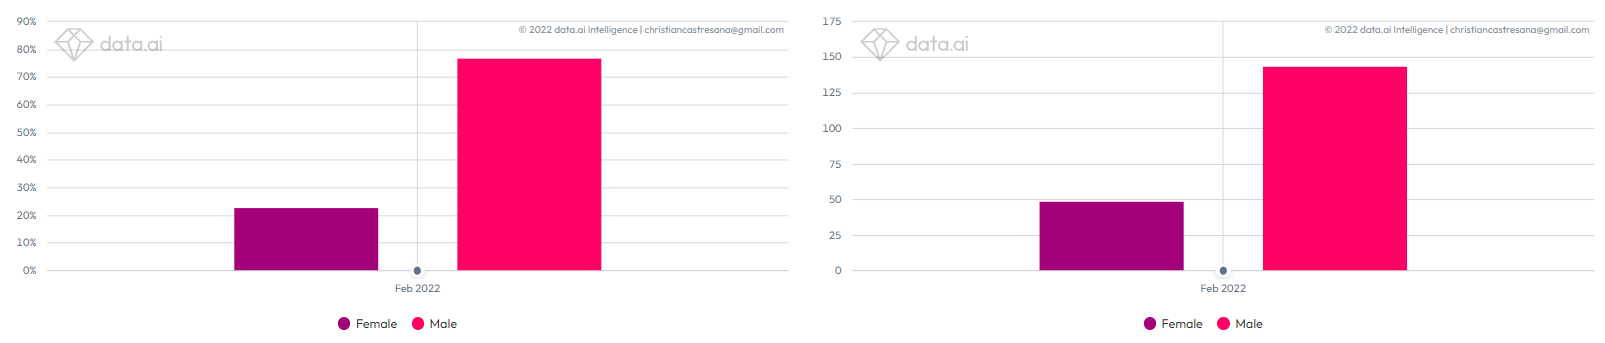 90%
80%
70%
60%
50%
40%
30%
20%
10%
0%
data.ai
© 2022 data.ai Intelligence | christiancastresana@gmail.com
Feb 2022
Female Male
175
150
125
100
75
50
25
0
data.ai
© 2022 data.ai Intelligence | christiancastresana@gmail.com
Feb 2022
Female Male